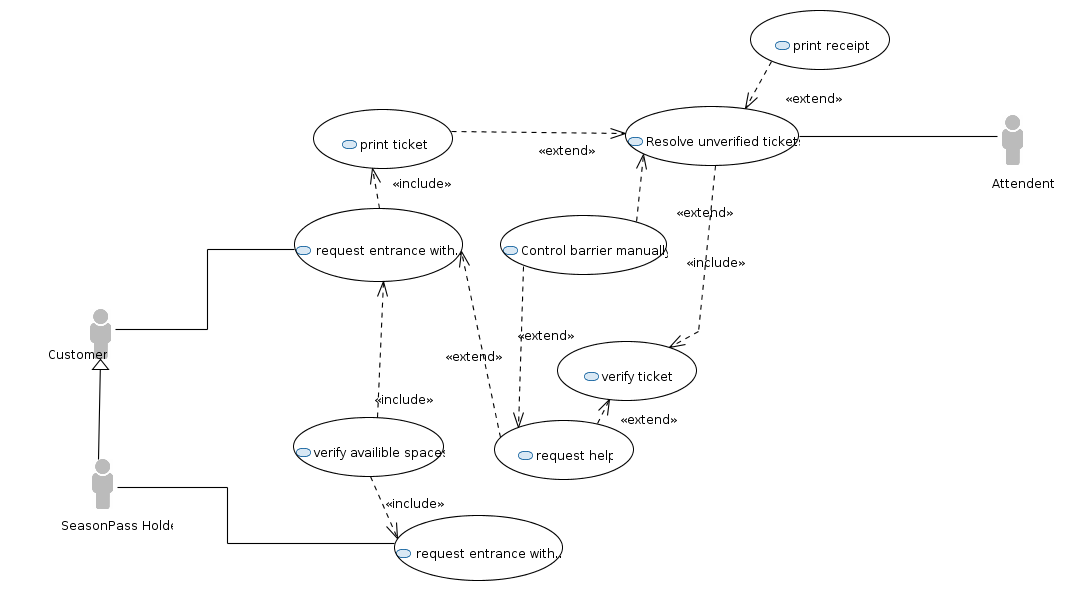 print receipt
«extend»
print ticket
Resolve unverified tickets
«extend»
«include»
Attendent
«extend»
request entrance with..
Control barrier manually
«include»
«extend»
Customer
«extend»
verify ticket
«include»
«extend»
verify availible spaces
request help
«include»
SeasonPass Holde
request entrance with..